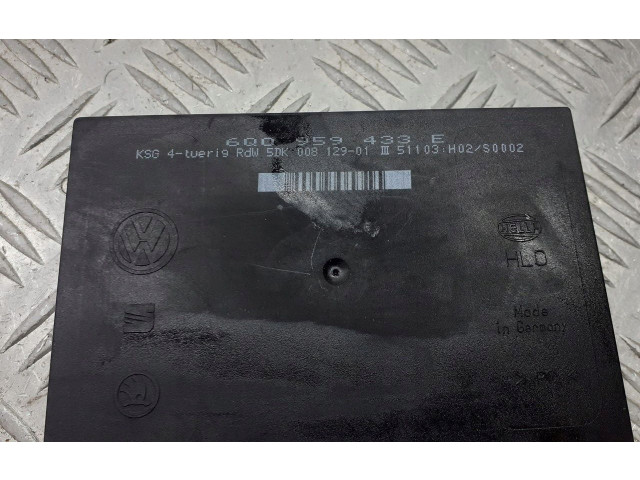 6Q0 959 433 E
KSG 4-tuerig RdW 5DK 008 129-01 III 51103 H02/S0002
HELLA
HLO
Made
in Germany